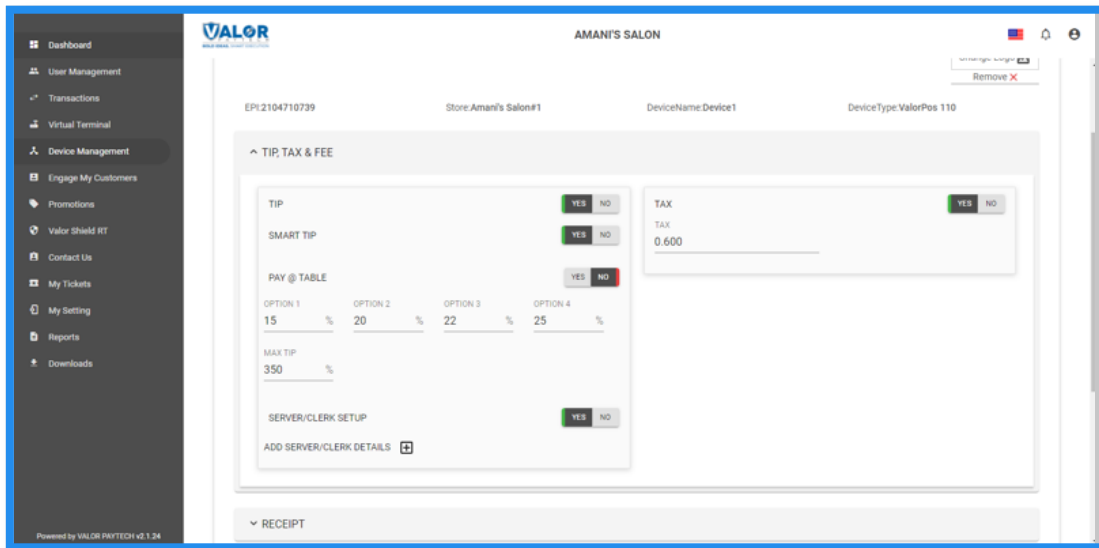 VALOR
AMANI'S SALON
Dashboard
User Management
Transactions
Virtual Terminal
Device Management
Engage My Customers
Promotions
Valor Shield RT
Contact Us
My Tickets
My Setting
Reports
Downloads
Powered by VALOR PAYTECH v2.1.24
Remove
EPI:2104710739 Store:Amani's Salon#1 DeviceName:Device1 DeviceType:ValorPos 110
TIP, TAX & FEE
TIP YES NO
SMART TIP YES NO
PAY @ TABLE YES NO
OPTION 1 OPTION 2 OPTION 3 OPTION 4
15 % 20 % 22 % 25 %
MAX TIP
350 %
SERVER/CLERK SETUP YES NO
ADD SERVER/CLERK DETAILS
TAX YES NO
TAX
0.600
RECEIPT